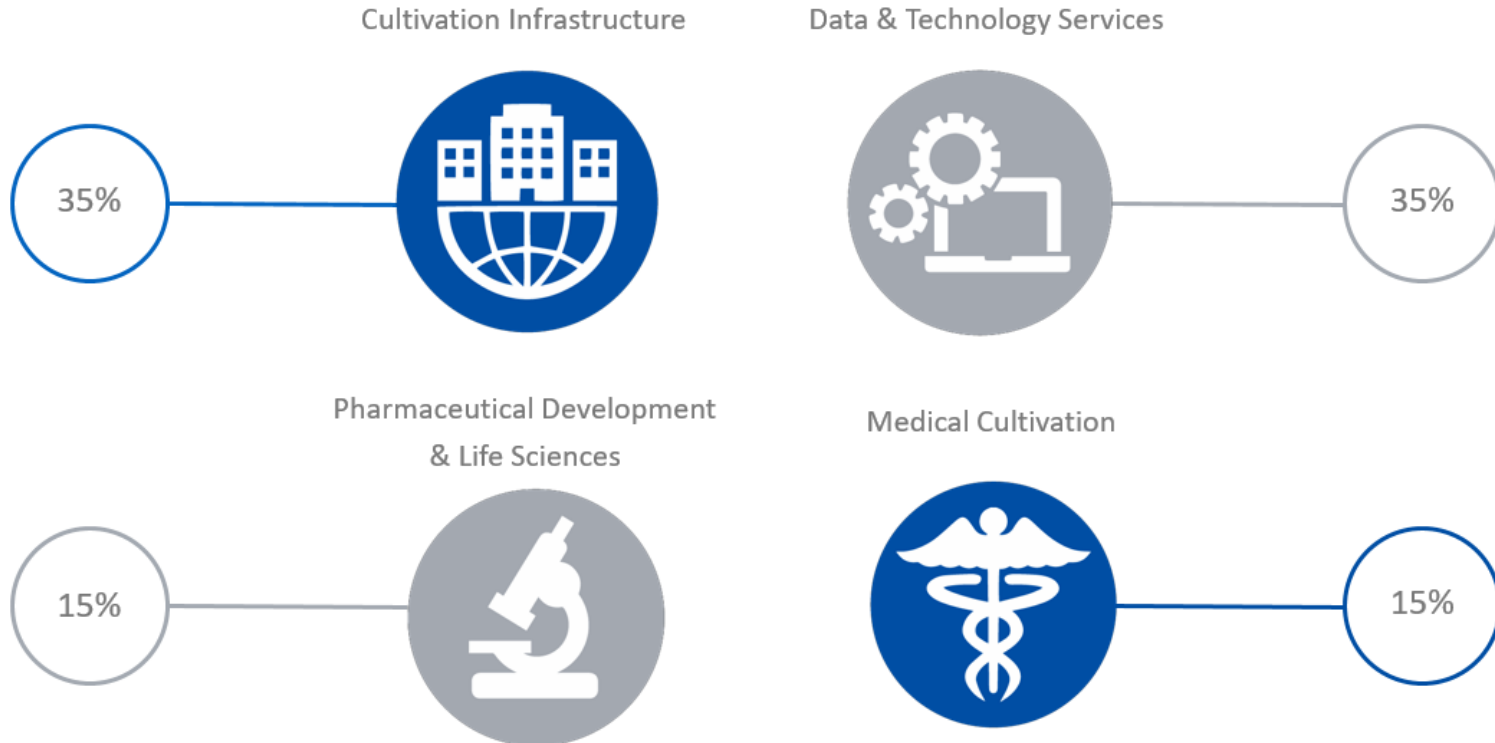 Cultivation Infrastructure
Data & Technology Services
35%
35%
Pharmaceutical Development
& Life Sciences
Medical Cultivation
15%
15%